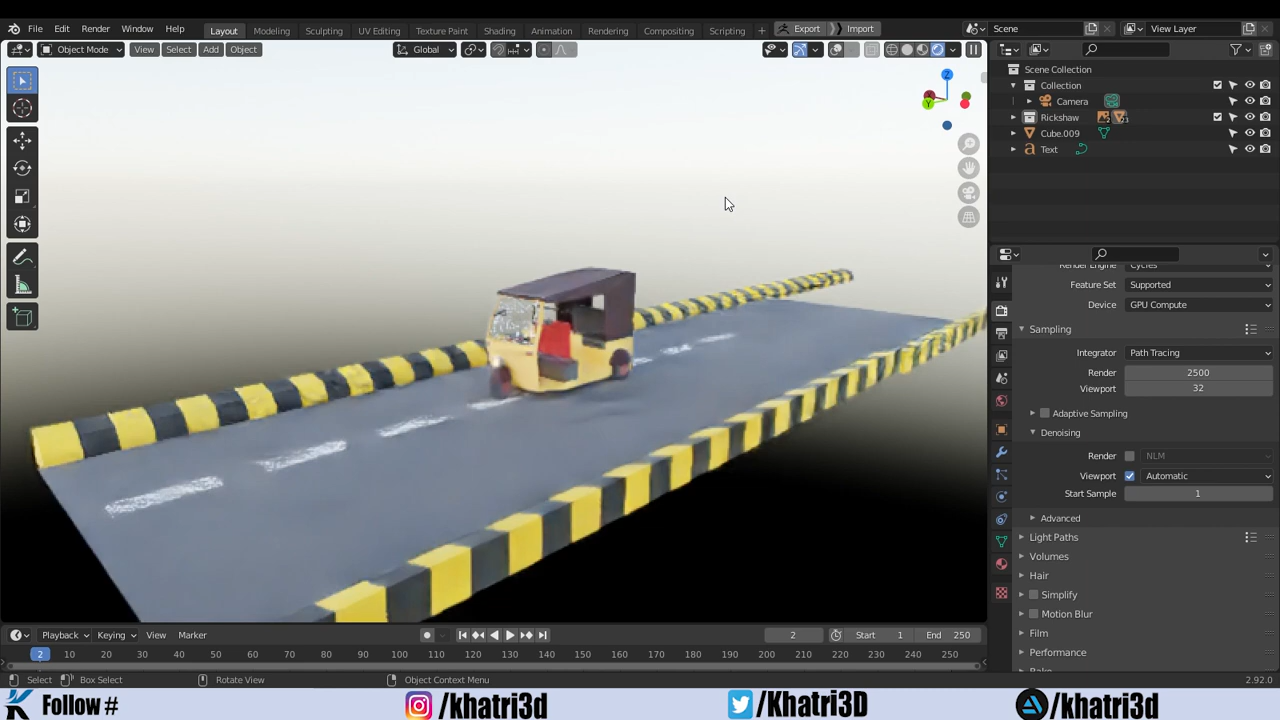 File Edit Render Window Help Layout Modeling Sculpting UV Editing Texture Paint Shading Animation Rendering Compositing Scripting + Export Import Scene View Layer
Object Mode View Select Add Object Global
Scene Collection
Collection
Camera
Rickshaw
Cube.009
Text
Z
Y
Render Engine Cycles
Feature Set Supported
Device GPU Compute
Sampling
Integrator Path Tracing
Render 2500
Viewport 32
Adaptive Sampling
Denoising
Render NLM
Viewport Automatic
Start Sample 1
Advanced
Light Paths
Volumes
Hair
Simplify
Motion Blur
Film
Performance
Playback Keying View Marker 2 Start 1 End 250
2 10 20 30 40 50 60 70 80 90 100 110 120 130 140 150 160 170 180 190 200 210 220 230 240 250
Select Box Select Rotate View Object Context Menu 2.92.0
Follow # /khatri3d /Khatri3D /khatri3d